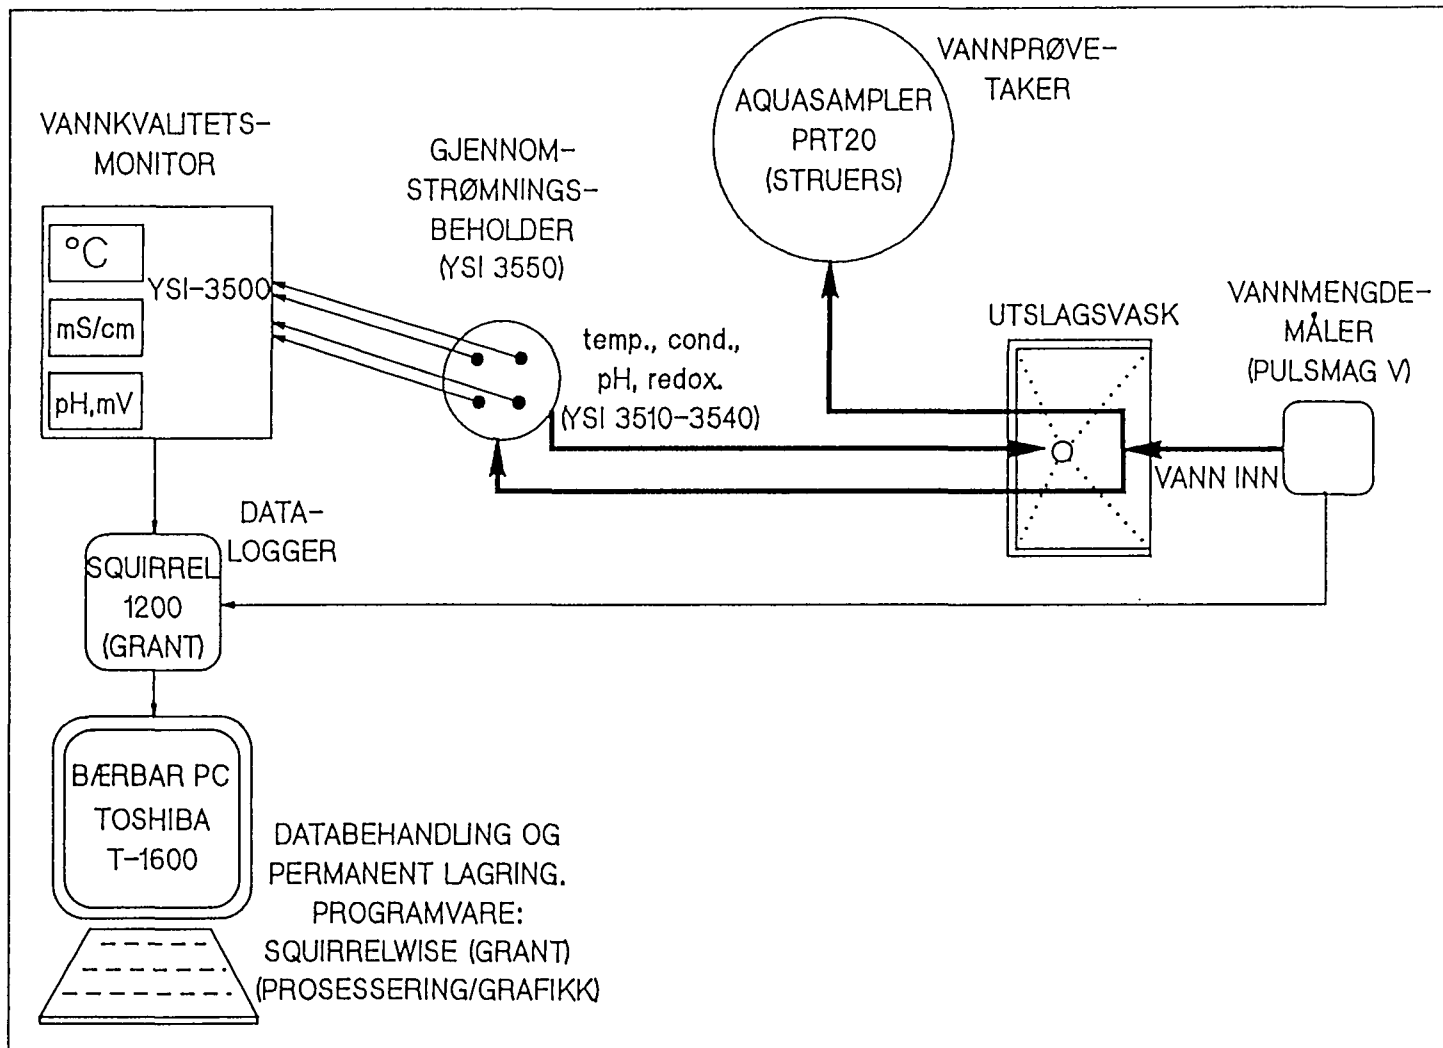 VANNKVALITETS-
MONITOR
°C
mS/cm
pH,mV
YSI-3500
GJENNOM-
STRØMNINGS-
BEHOLDER
(YSI 3550)
temp., cond.,
pH, redox.
(YSI 3510-3540)
AQUASAMPLER
PRT20
(STRUERS)
VANNPRØVE-
TAKER
UTSLAGSVASK
VANNMENGDE-
MÅLER
(PULSMAG V)
VANN INN
DATA-
LOGGER
SQUIRREL
1200
(GRANT)
BÆRBAR PC
TOSHIBA
T-1600
DATABEHANDLING OG
PERMANENT LAGRING.
PROGRAMVARE:
SQUIRRELWISE (GRANT)
(PROSESSERING/GRAFIKK)